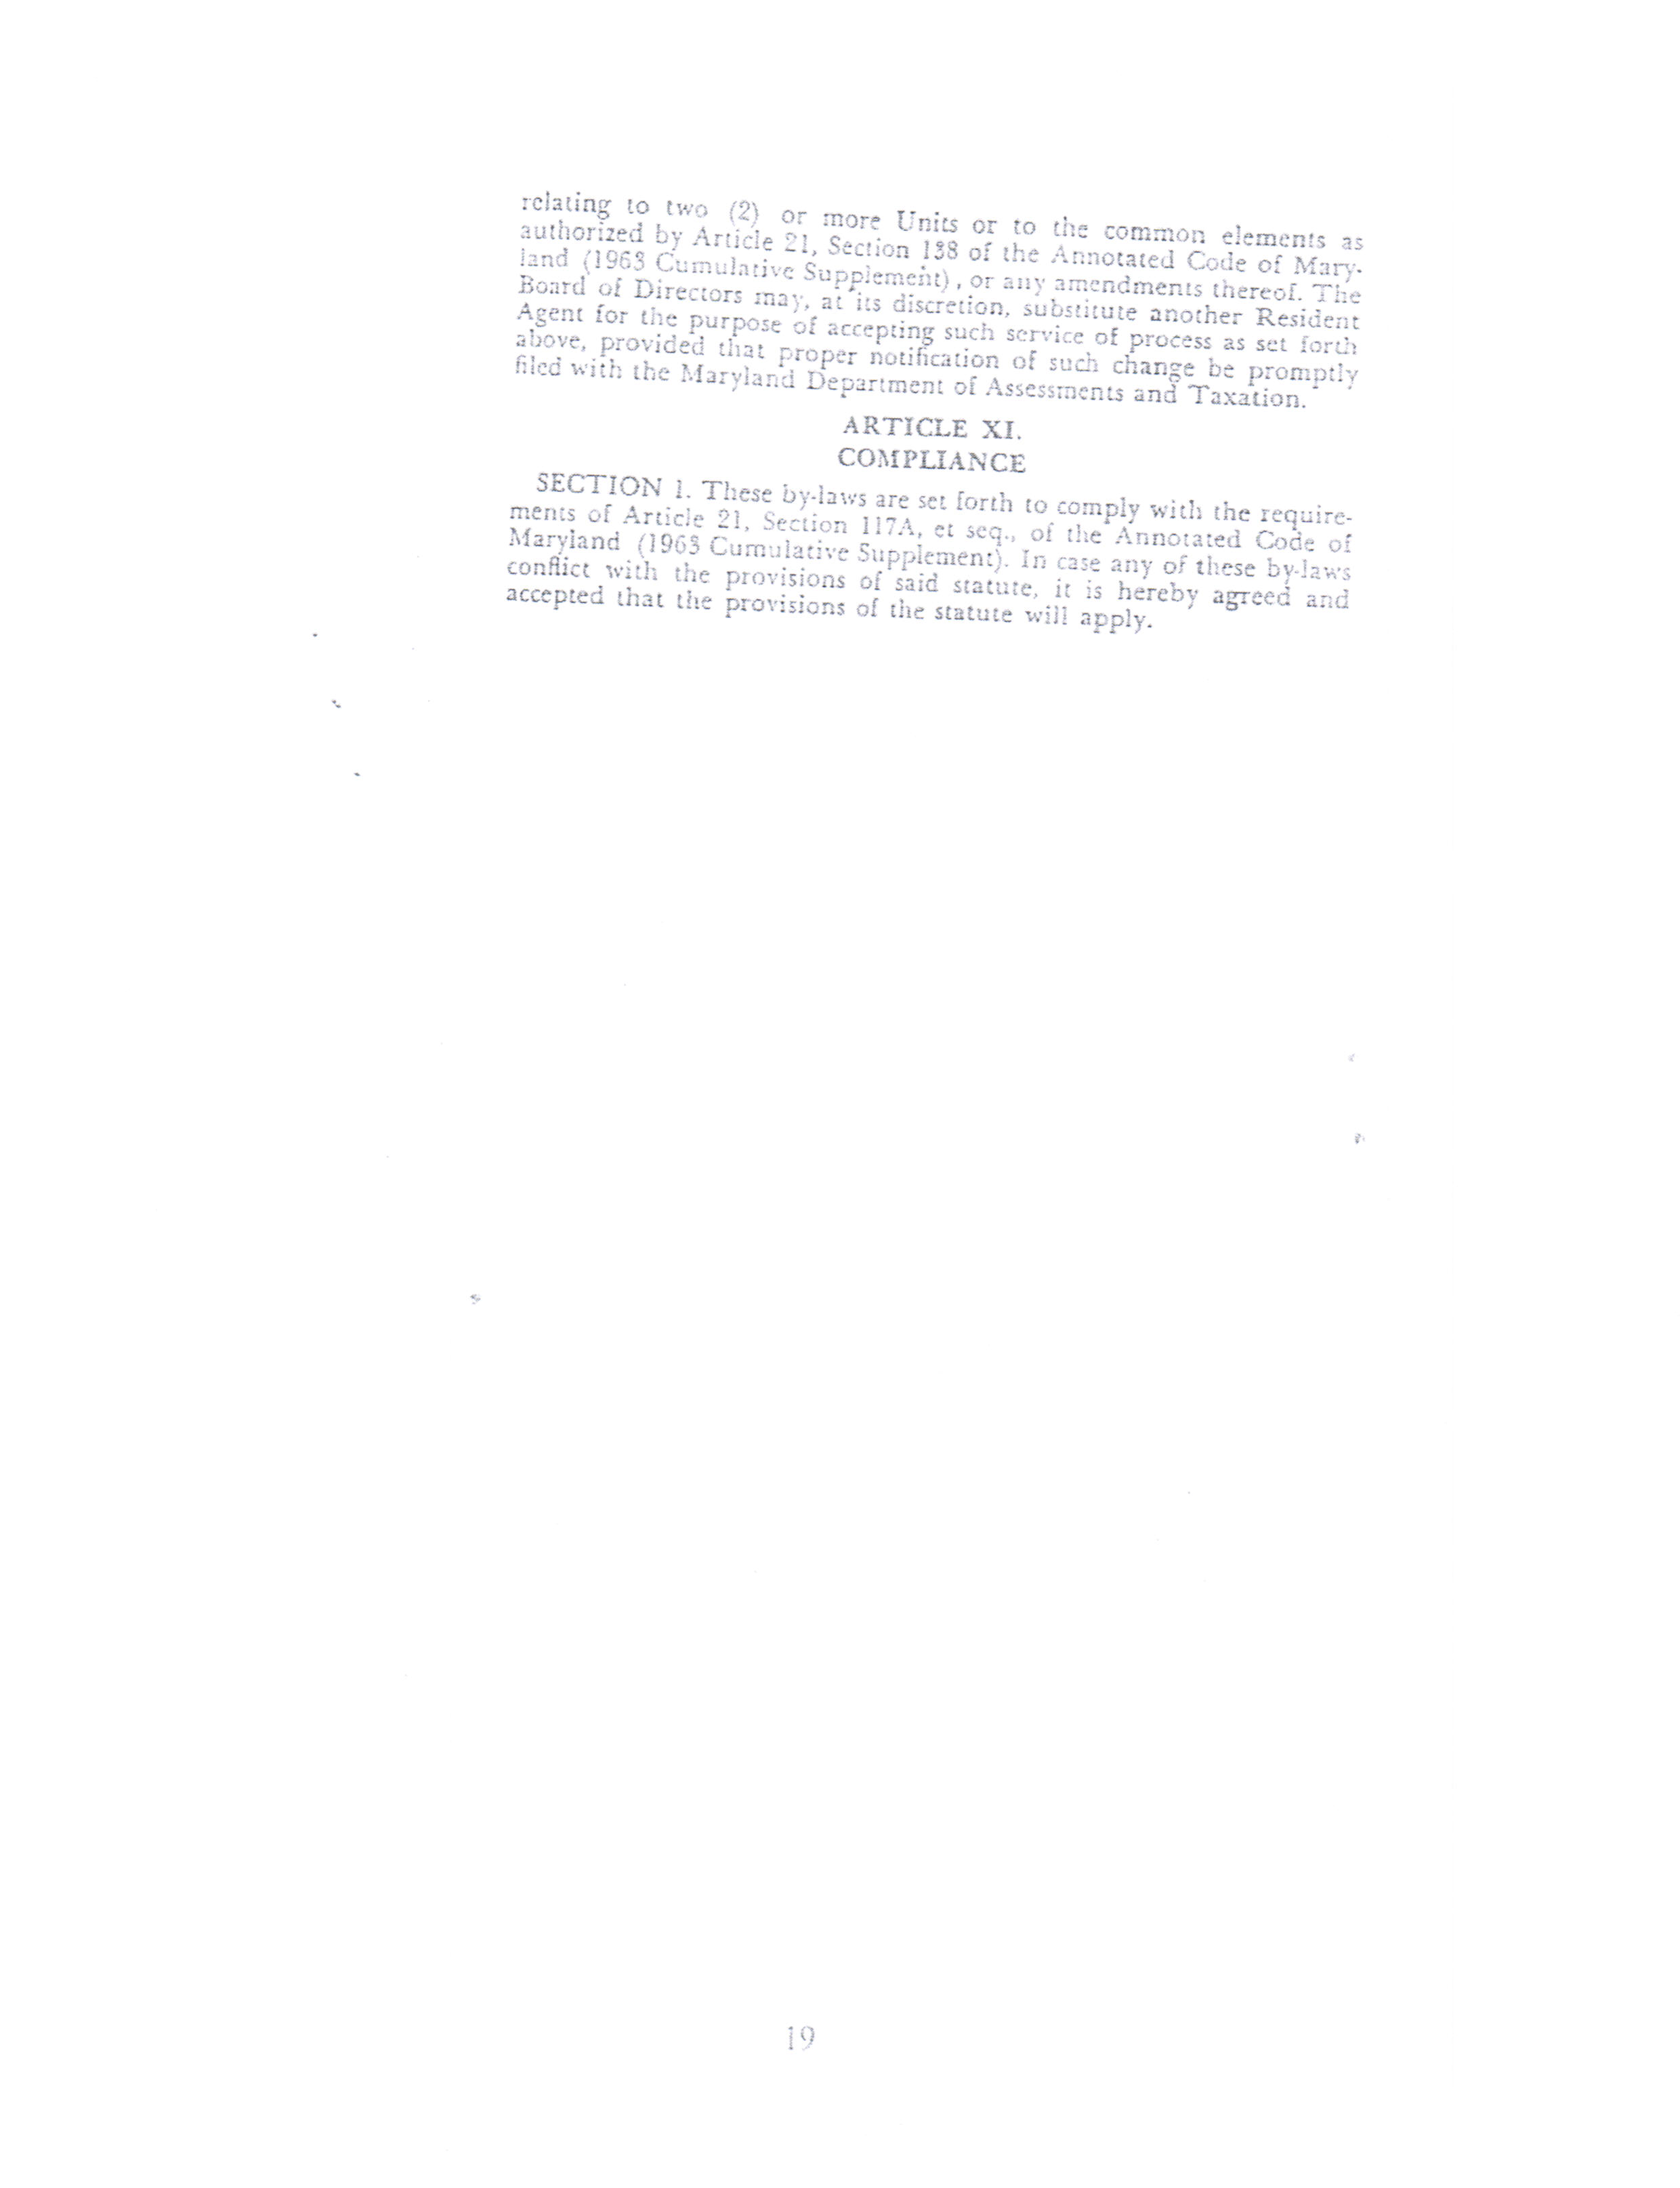 relating to two (2) or more Units or to the common elements as
authorized by Article 21, Section 138 of the Annotated Code of Mary-
land (1963 Cumulative Supplement), or any amendments thereof. The
Board of Directors may, at its discretion, substitute another Resident
Agent for the purpose of accepting such service of process as set forth
above, provided that proper notification of such change be promptly
filed with the Maryland Department of Assessments and Taxation.
ARTICLE XI.
COMPLIANCE
SECTION 1. These by-laws are set forth to comply with the require-
ments of Article 21, Section 117A, et seq., of the Annotated Code of
Maryland (1963 Cumulative Supplement). In case any of these by-laws
conflict with the provisions of said statute, it is hereby agreed and
accepted that the provisions of the statute will apply.
19